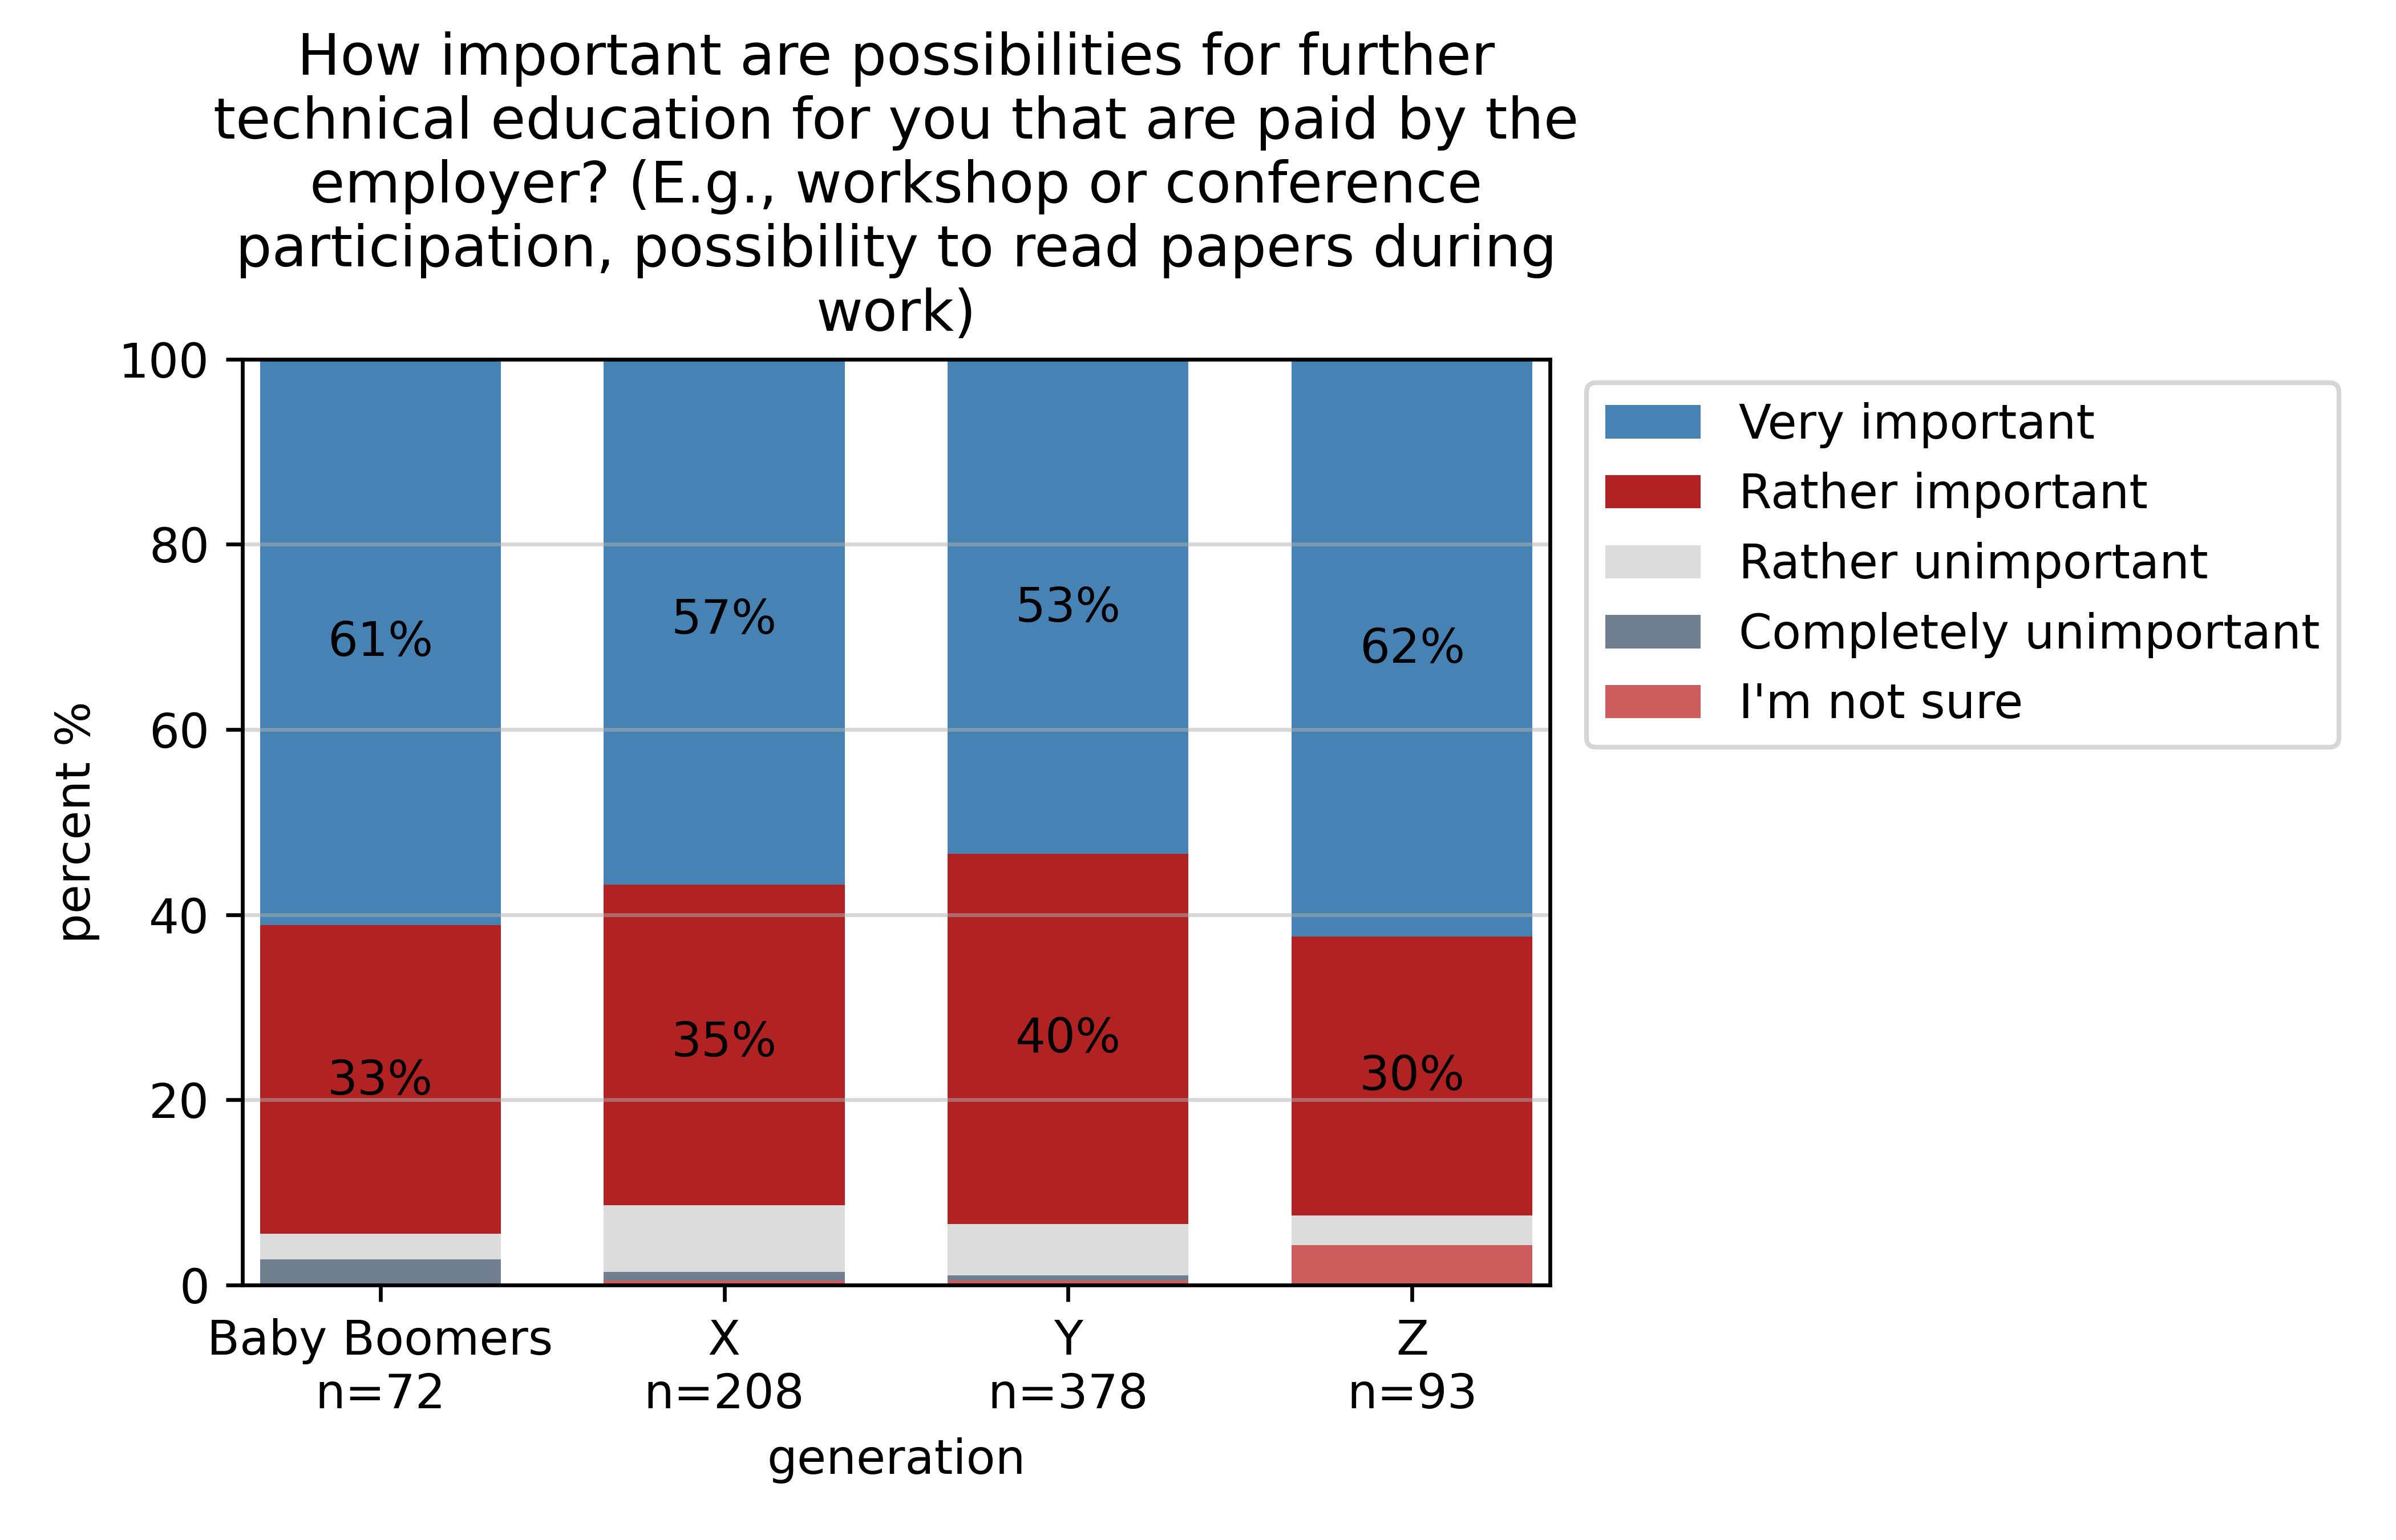 How important are possibilities for further
technical education for you that are paid by the
employer? (E.g., workshop or conference
participation, possibility to read papers during
work)
100
80
60
40
20
0
percent %
61%
57%
53%
62%
33%
35%
40%
30%
Very important
Rather important
Rather unimportant
Completely unimportant
I'm not sure
Baby Boomers
n=72
X
n=208
Y
n=378
Z
n=93
generation